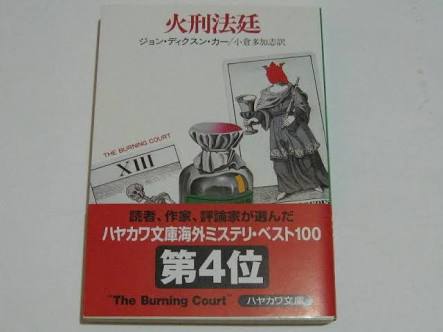 火刑法廷
ジョン・ディクスン・カー/小倉多加志訳
THE BURNING COURT
XIII
読者、作家、評論家が選んだ
ハヤカワ文庫海外ミステリ・ベスト100
第4位
"The Burning Court"
ハヤカワ文庫